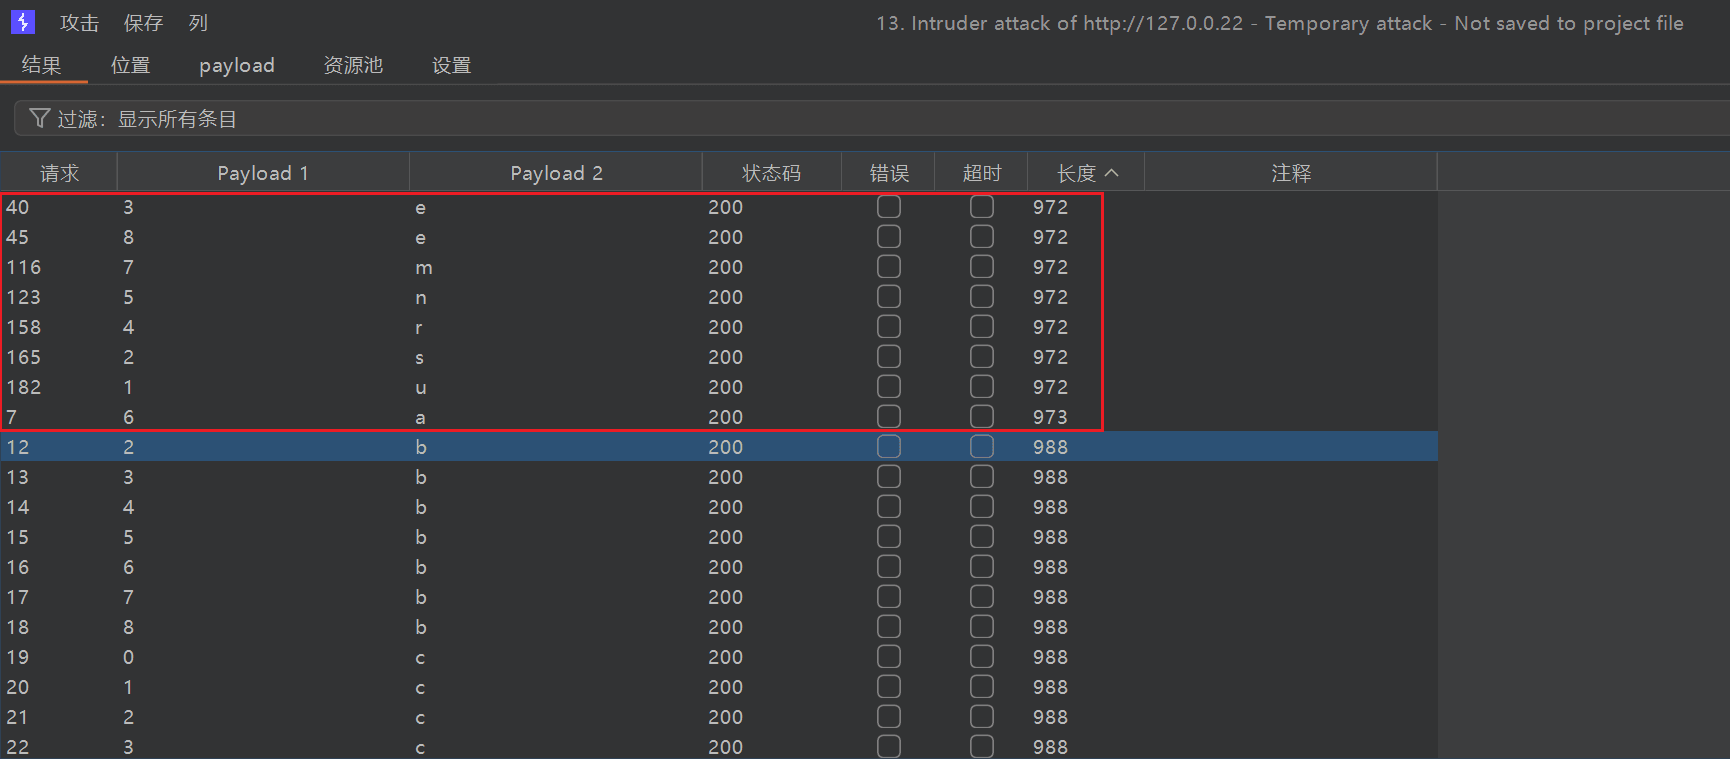 攻击 保存 列 13. Intruder attack of http://127.0.0.22 - Temporary attack - Not saved to project file
结果 位置 payload 资源池 设置
过滤：显示所有条目
请求 Payload 1 Payload 2 状态码 错误 超时 长度 注释
40 3 e 200 972
45 8 e 200 972
116 7 m 200 972
123 5 n 200 972
158 4 r 200 972
165 2 s 200 972
182 1 u 200 972
7 6 a 200 973
12 2 b 200 988
13 3 b 200 988
14 4 b 200 988
15 5 b 200 988
16 6 b 200 988
17 7 b 200 988
18 8 b 200 988
19 0 c 200 988
20 1 c 200 988
21 2 c 200 988
22 3 c 200 988